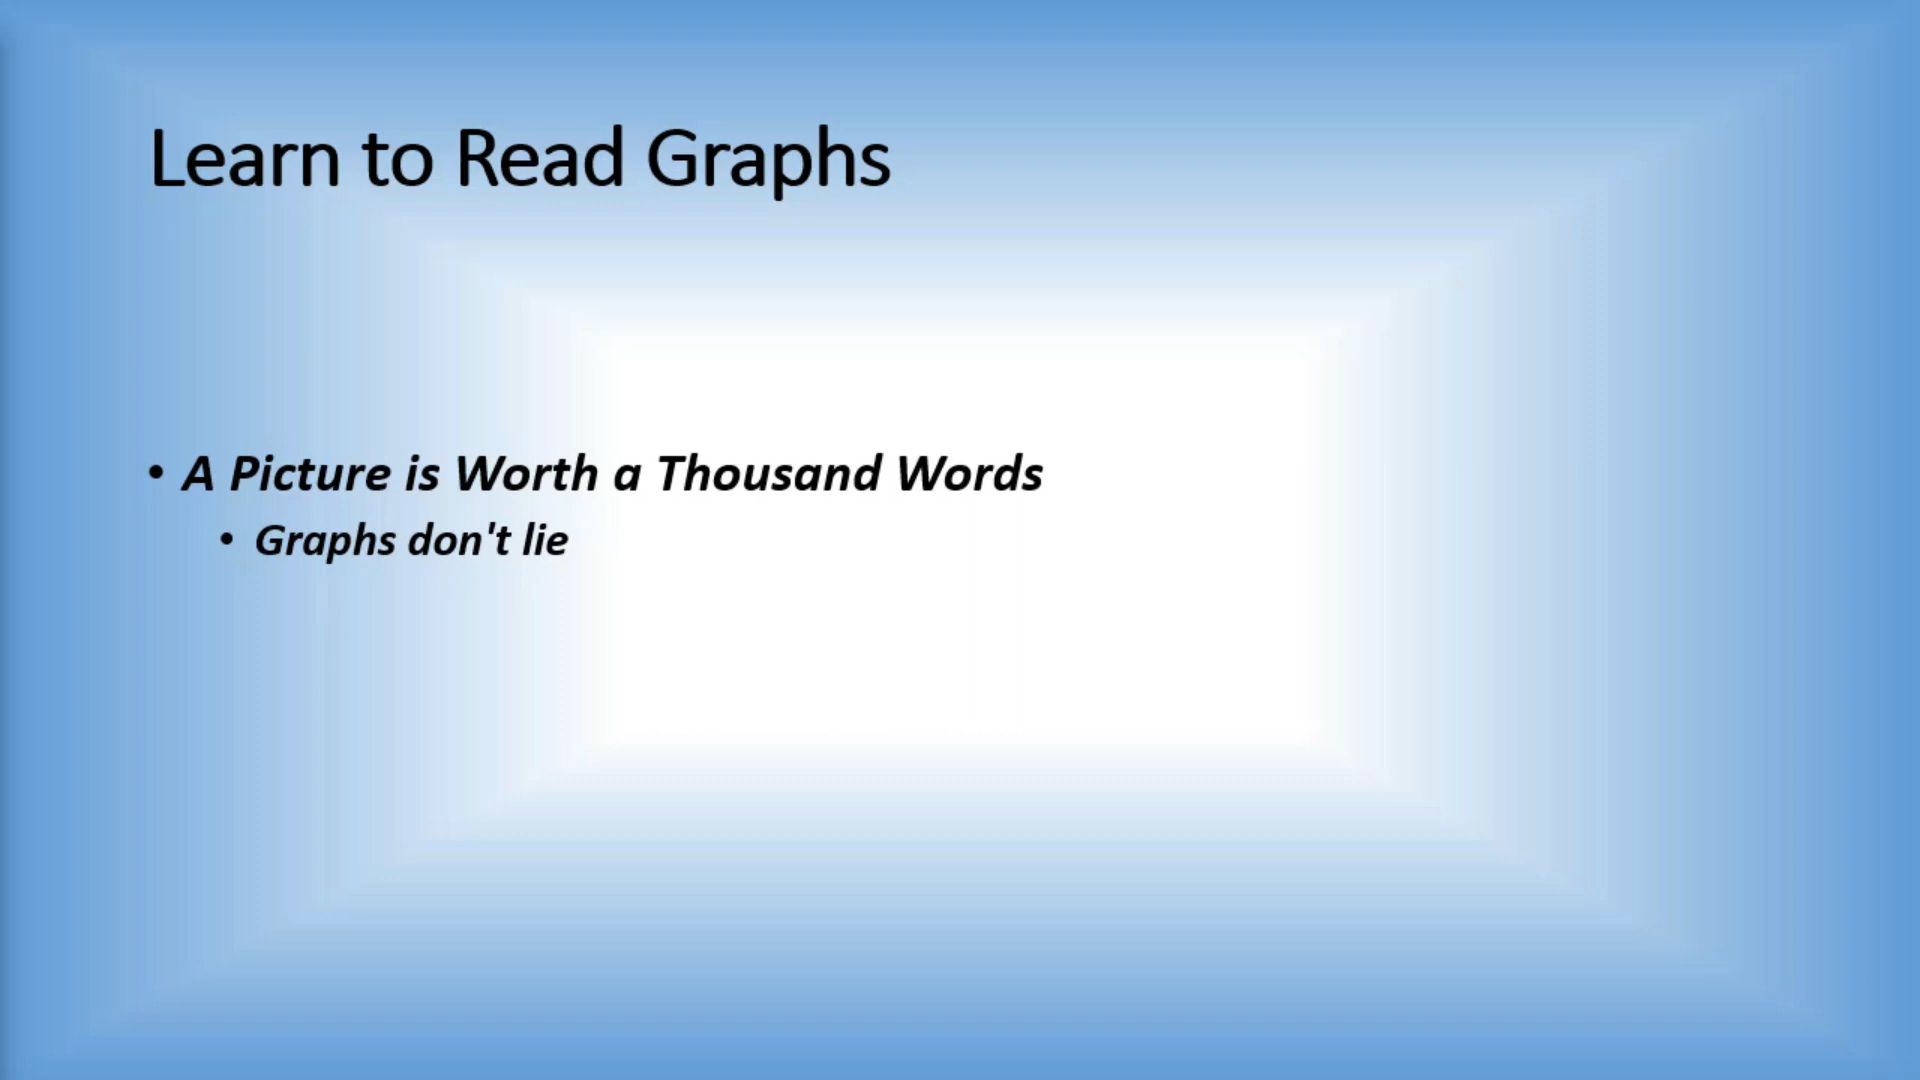 Learn to Read Graphs
• A Picture is Worth a Thousand Words
• Graphs don't lie